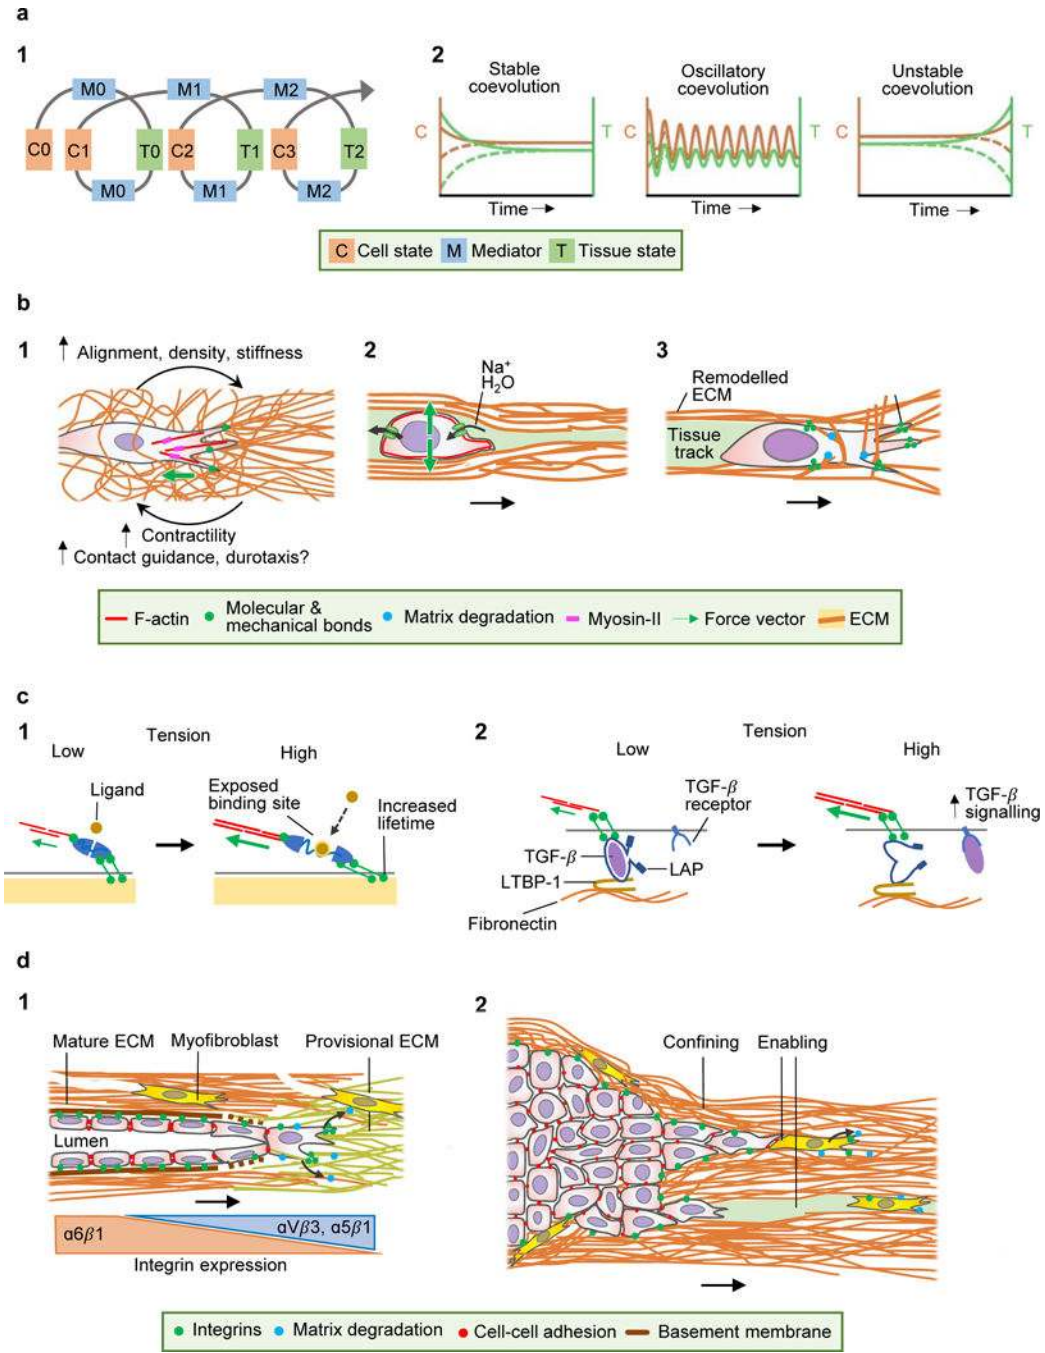 a
1
M0
M1
M2
C0
C1
T0
C2
T1
C3
T2
M0
M1
M2
2
Stable
coevolution
Oscillatory
coevolution
Unstable
coevolution
C
T
C
T
C
T
Time
Time
Time
C Cell state M Mediator T Tissue state
b
1
Alignment, density, stiffness
Contractility
Contact guidance, durotaxis?
2
Na⁺
H₂O
3
Remodelled
ECM
Tissue
track
F-actin
Molecular &
mechanical bonds
Matrix degradation
Myosin-II
Force vector
ECM
c
1
Tension
Low
High
Ligand
Exposed
binding site
Increased
lifetime
2
Tension
Low
High
TGF-β
receptor
TGF-β
signalling
TGF-β
LAP
LTBP-1
Fibronectin
d
1
Mature ECM
Myofibroblast
Provisional ECM
Lumen
α6β1
αVβ3, α5β1
Integrin expression
2
Confining
Enabling
Integrins
Matrix degradation
Cell-cell adhesion
Basement membrane